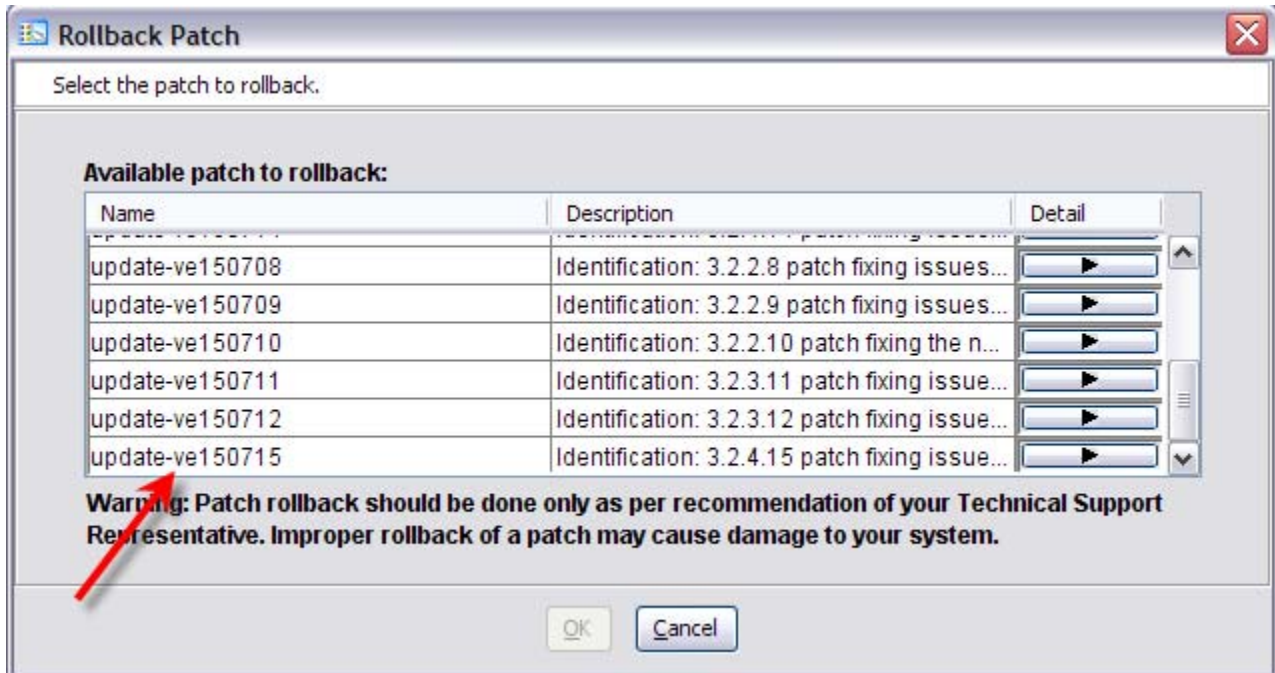 Rollback Patch
Select the patch to rollback.
Available patch to rollback:
Name Description Detail
update-ve150708 Identification: 3.2.2.8 patch fixing issues...
update-ve150709 Identification: 3.2.2.9 patch fixing issues...
update-ve150710 Identification: 3.2.2.10 patch fixing the n...
update-ve150711 Identification: 3.2.3.11 patch fixing issue...
update-ve150712 Identification: 3.2.3.12 patch fixing issue...
update-ve150715 Identification: 3.2.4.15 patch fixing issue...
Warning: Patch rollback should be done only as per recommendation of your Technical Support
Representative. Improper rollback of a patch may cause damage to your system.
OK Cancel